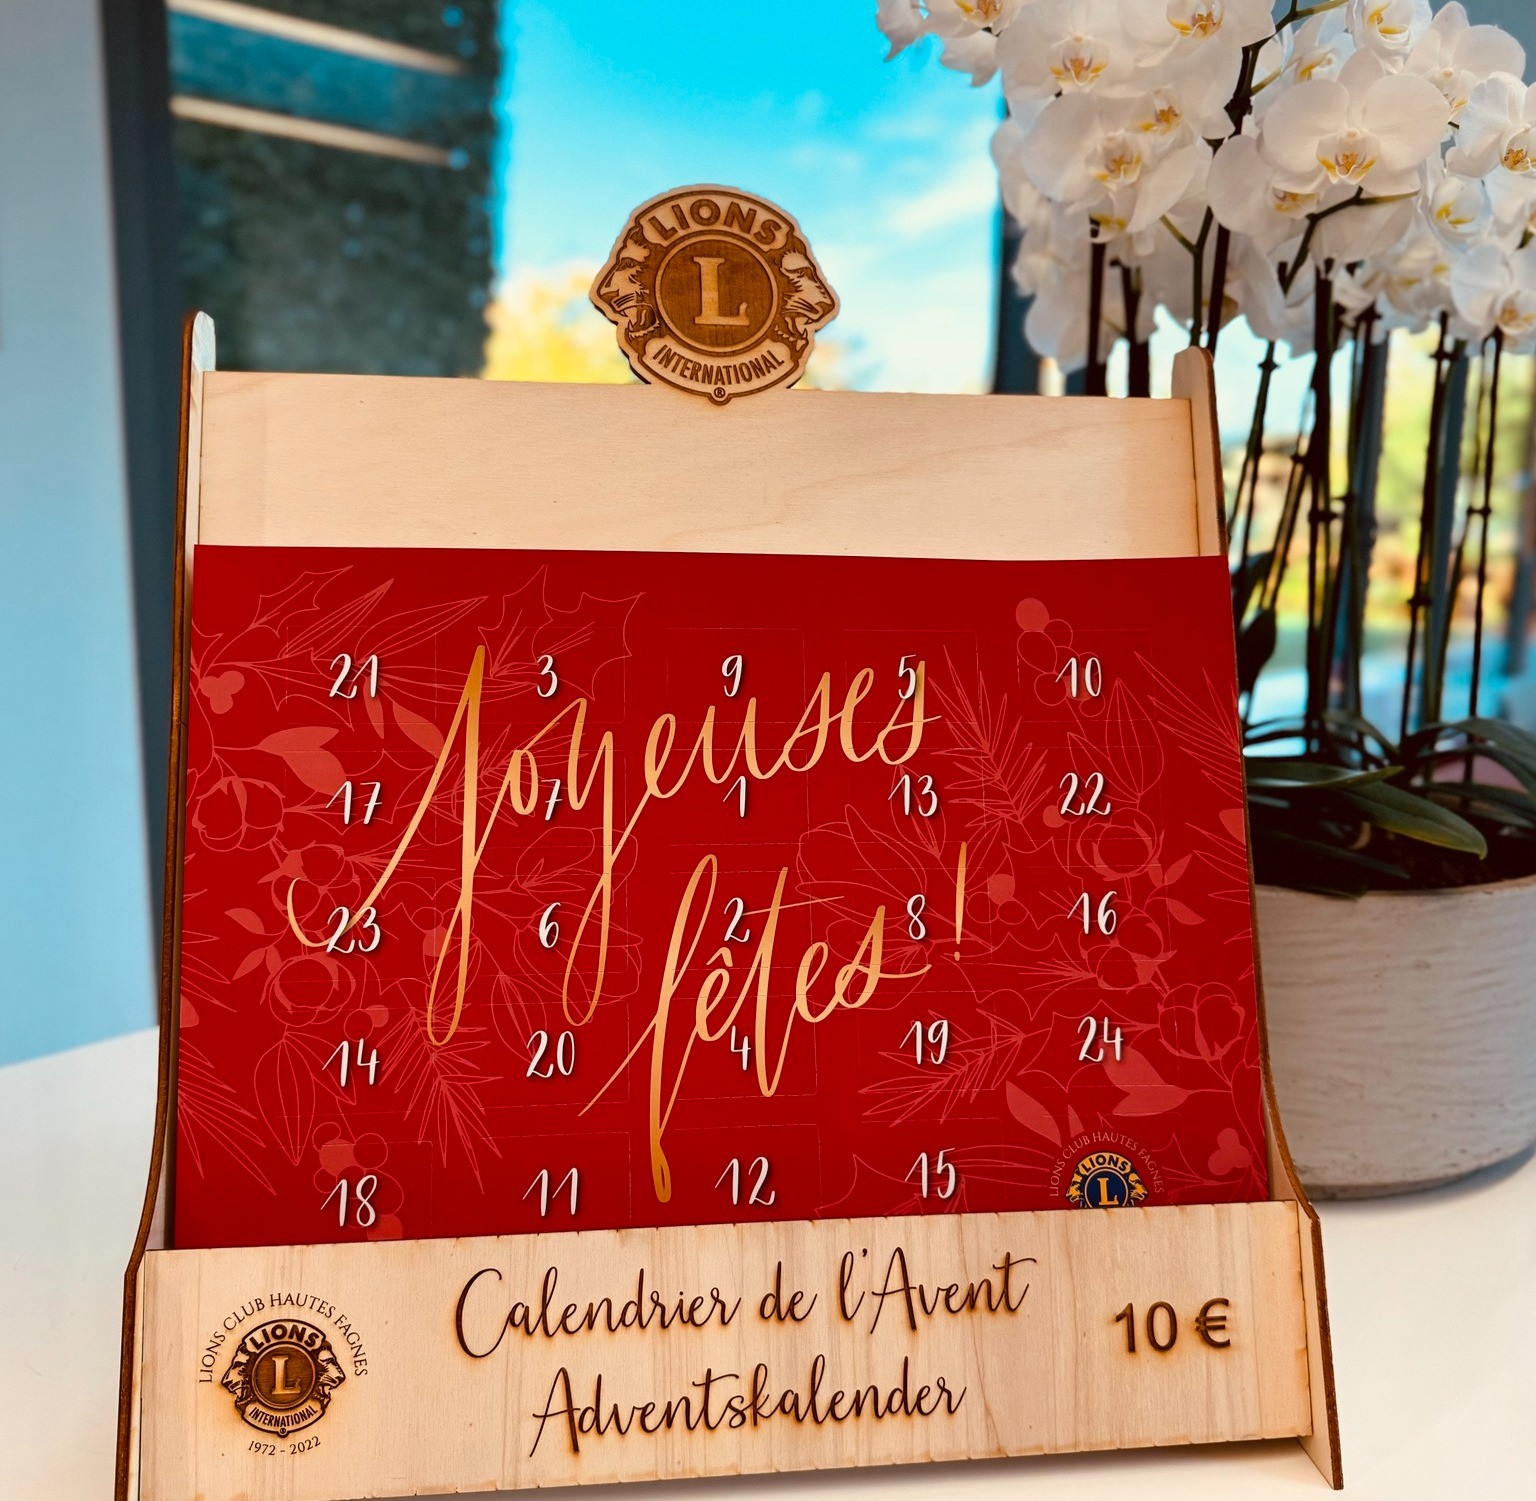 LIONS
L
INTERNATIONAL
®
21 3 9 5 10
Joyeuses
17 7 1 13 22
23 6 2 8 16
fêtes !
14 20 4 19 24
18 11 12 15
LIONS CLUB HAUTES FAGNES
LIONS
L
LIONS CLUB HAUTES FAGNES
LIONS
L
INTERNATIONAL
®
1972 - 2022
Calendrier de l'Avent
Adventskalender
10 €